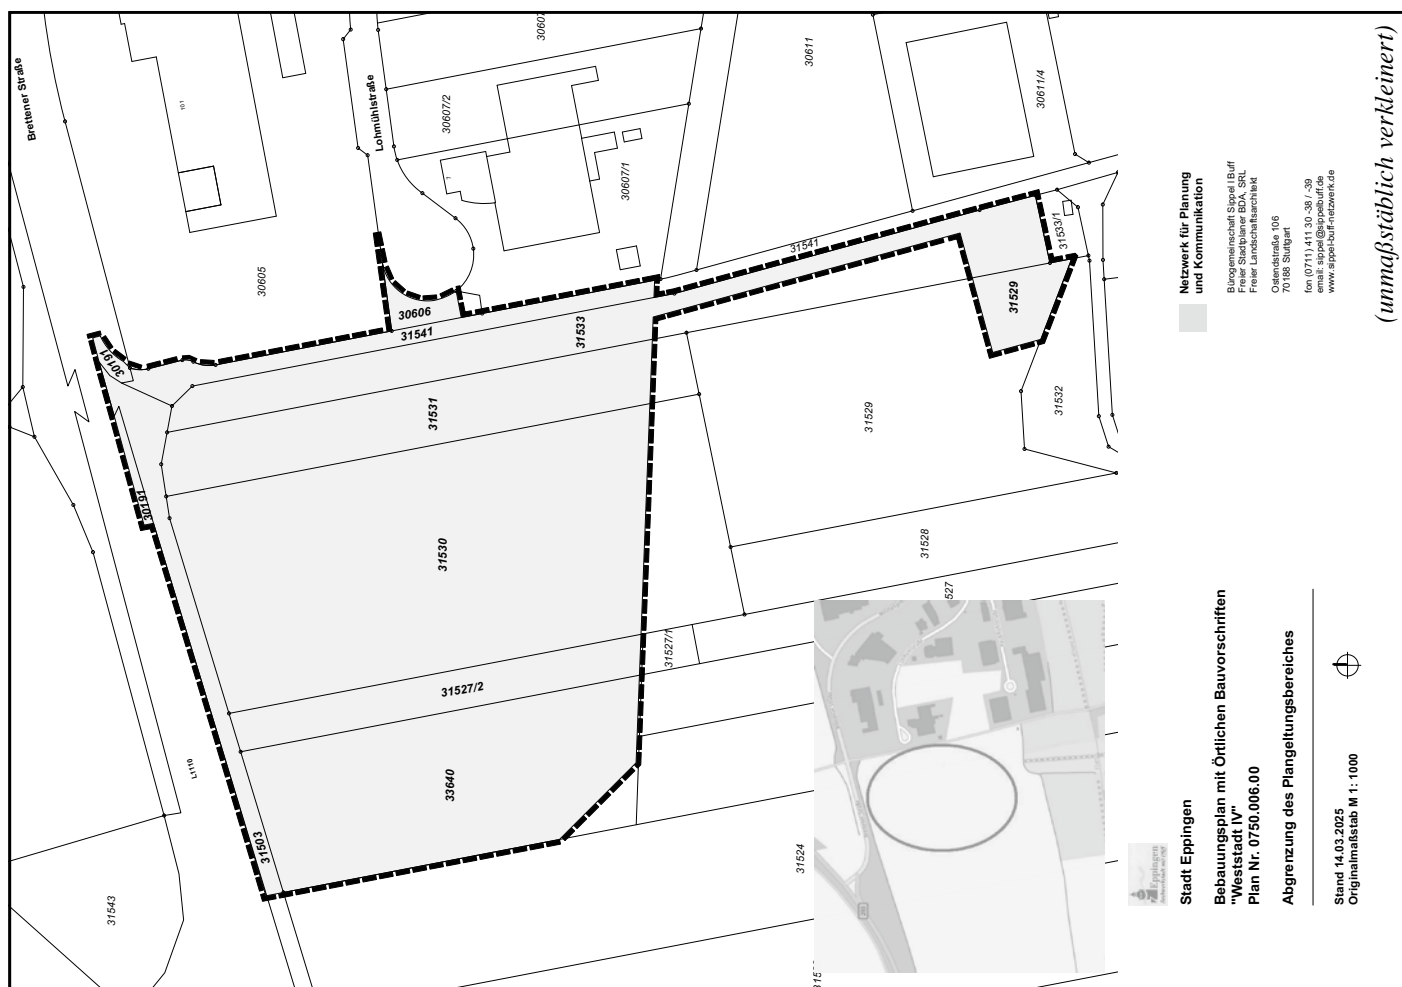 Brettener Straße
Lohmühlstraße
101
1
30605
30607/2
30607/1
30611
30611/4
30606
31541
31533
31541
31533/1
31529
31532
31529
30191
30191
31531
31530
31528
31527/1
31527/2
33640
31503
L1110
31543
31524
(unmaßstäblich verkleinert)
Netzwerk für Planung
und Kommunikation
Bürogemeinschaft Sippel | Buff
Freier Stadtplaner BDA, SRL
Freier Landschaftsarchitekt
Ostendstraße 106
70188 Stuttgart
fon (0711) 411 30 -38 / -39
email: sippel@sippelbuff.de
www.sippel-buff-netzwerk.de
Eppingen
Stadt Eppingen
Bebauungsplan mit Örtlichen Bauvorschriften
"Weststadt IV"
Plan Nr. 0750.006.00
Abgrenzung des Plangeltungsbereiches
Stand 14.03.2025
Originalmaßstab M 1: 1000